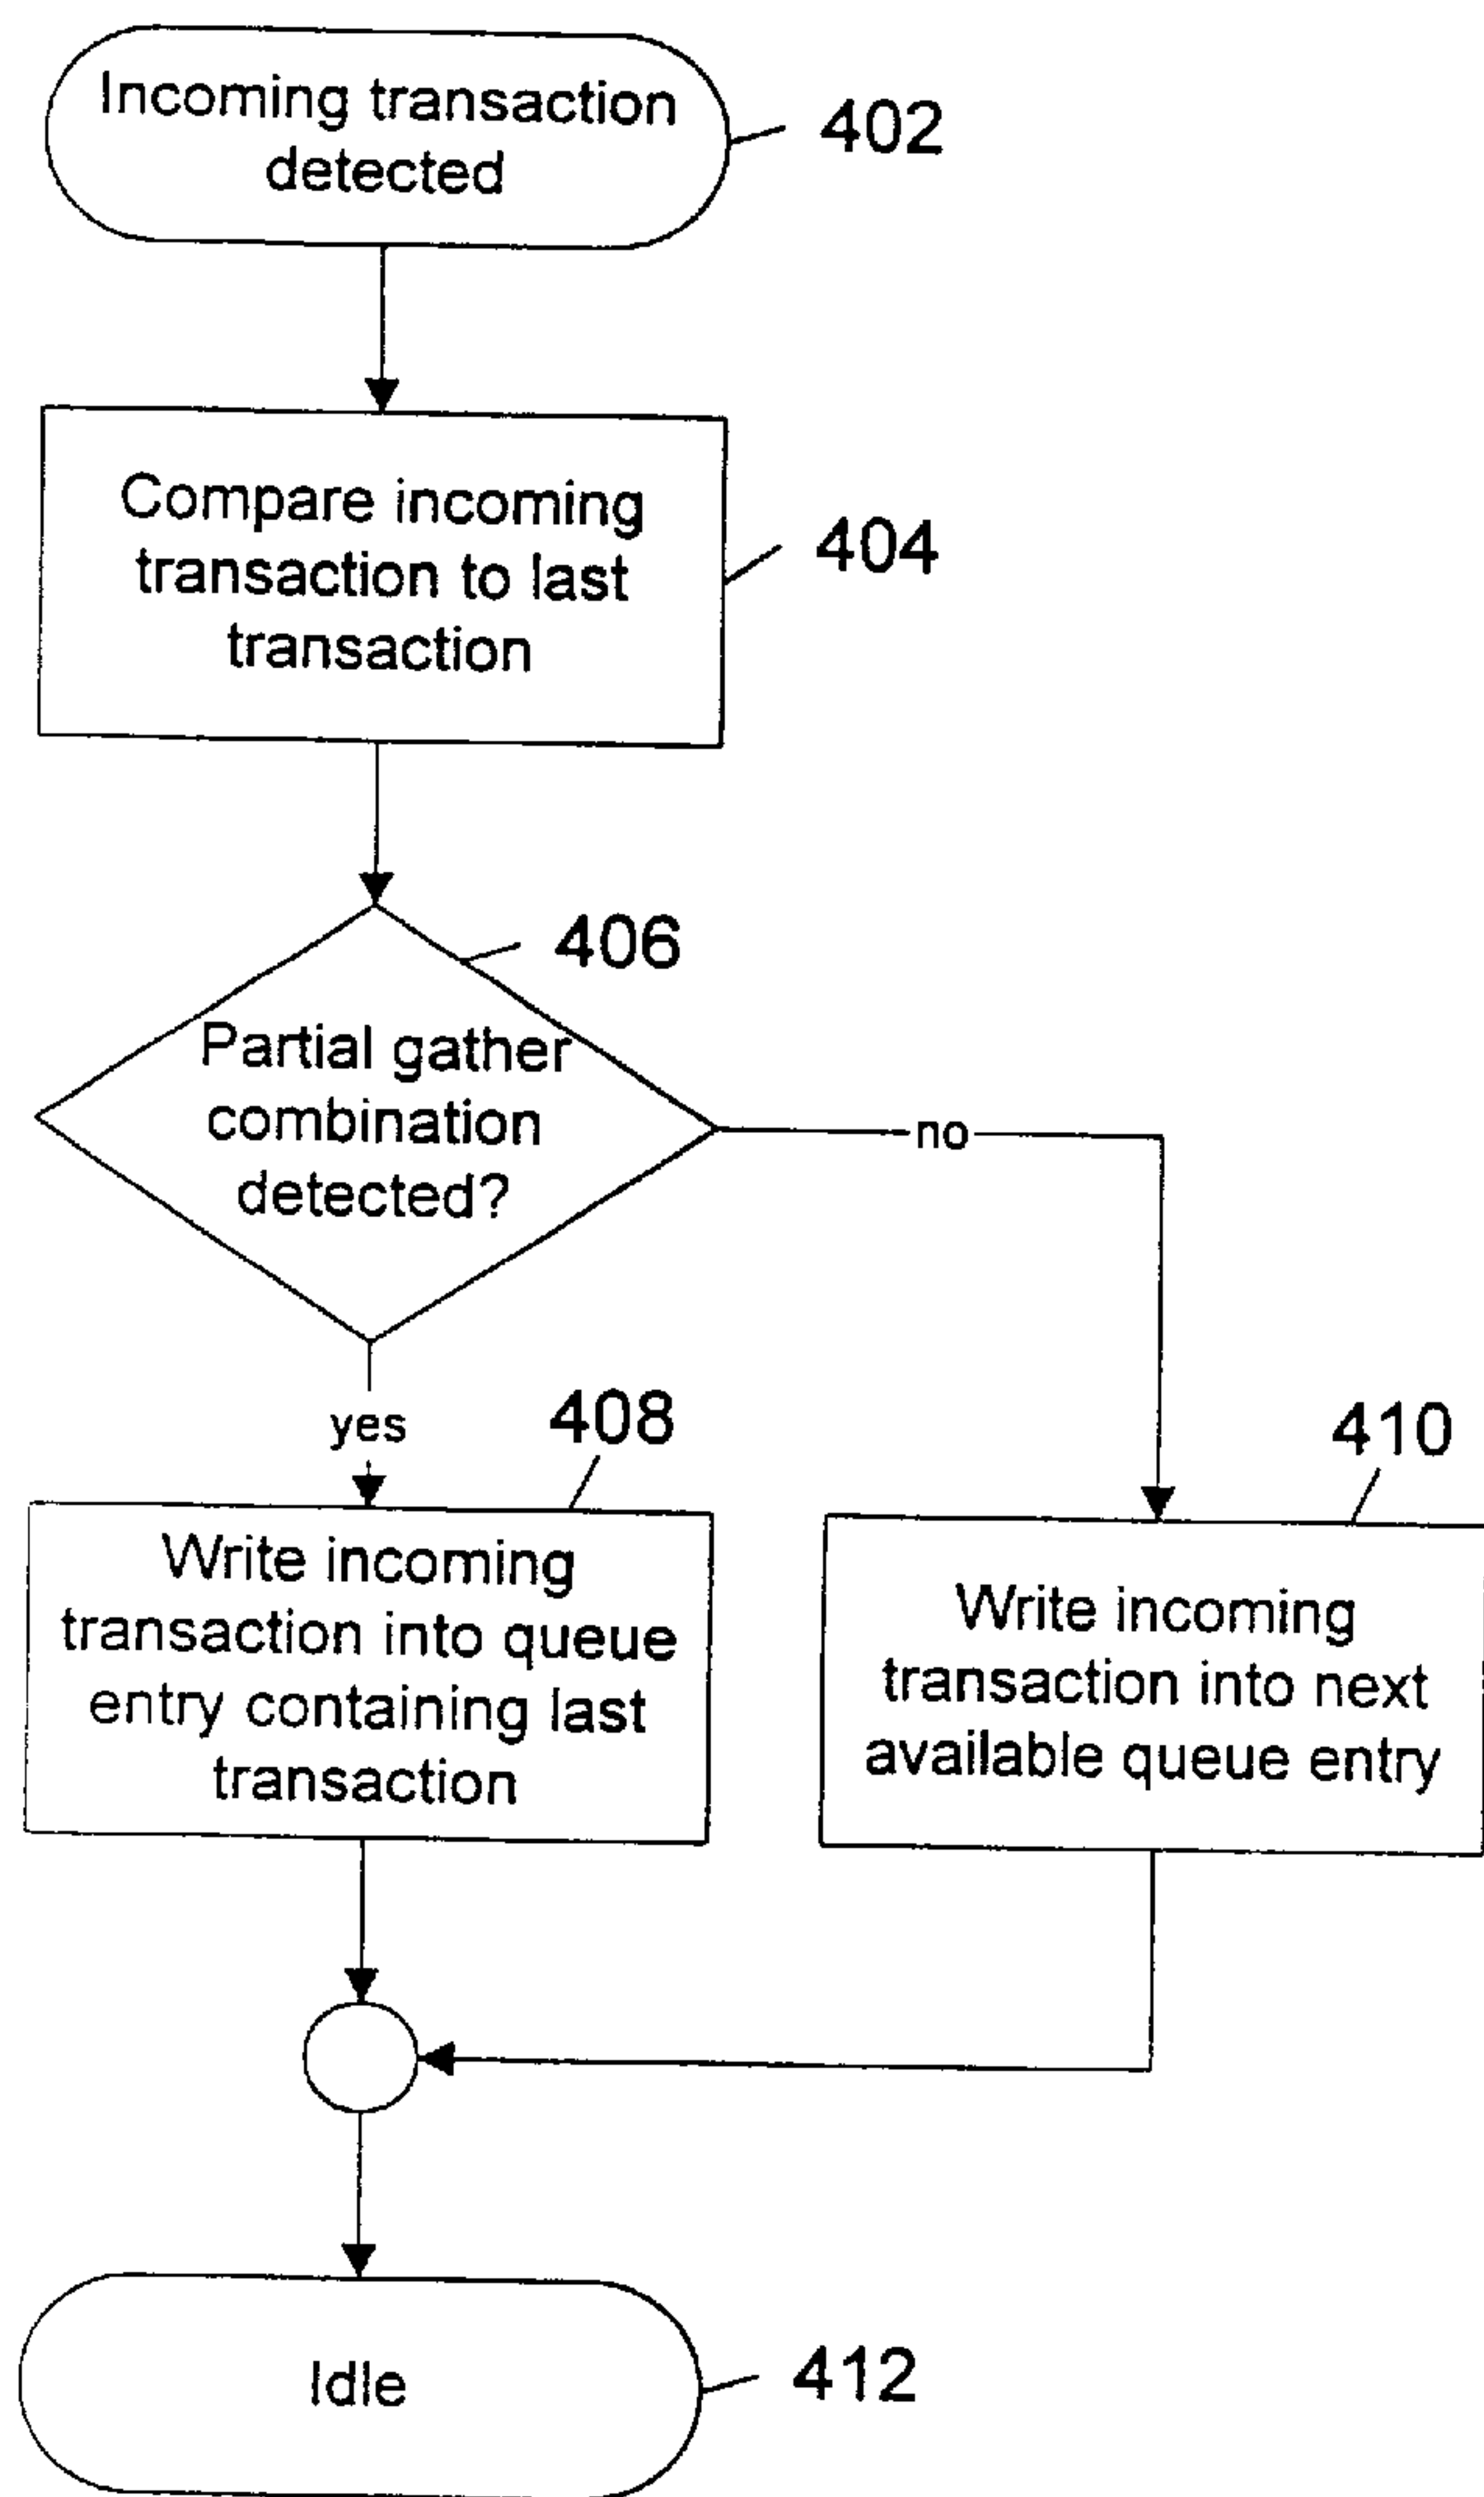 Incoming transaction
detected
402
Compare incoming
transaction to last
transaction
404
406
Partial gather
combination
detected?
no
yes
408
410
Write incoming
transaction into queue
entry containing last
transaction
Write incoming
transaction into next
available queue entry
Idle
412